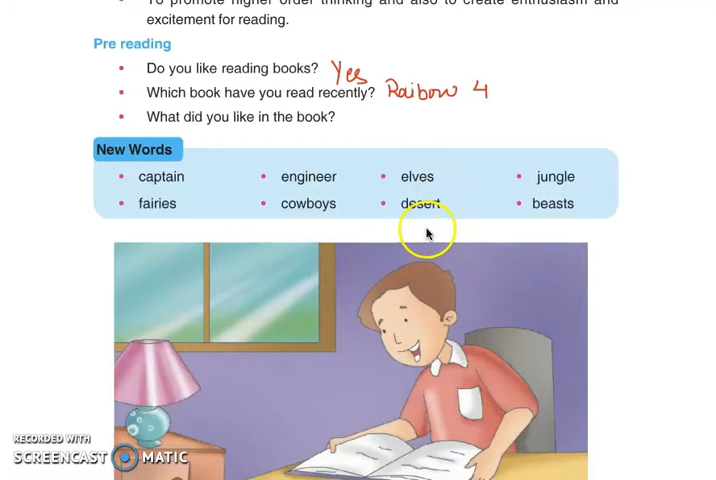 To promote higher order thinking and also to create enthusiasm and
excitement for reading.
Pre reading
• Do you like reading books? Yes
• Which book have you read recently? Raibow 4
• What did you like in the book?
New Words
• captain • engineer • elves • jungle
• fairies • cowboys • desert • beasts
RECORDED WITH
SCREENCAST MATIC